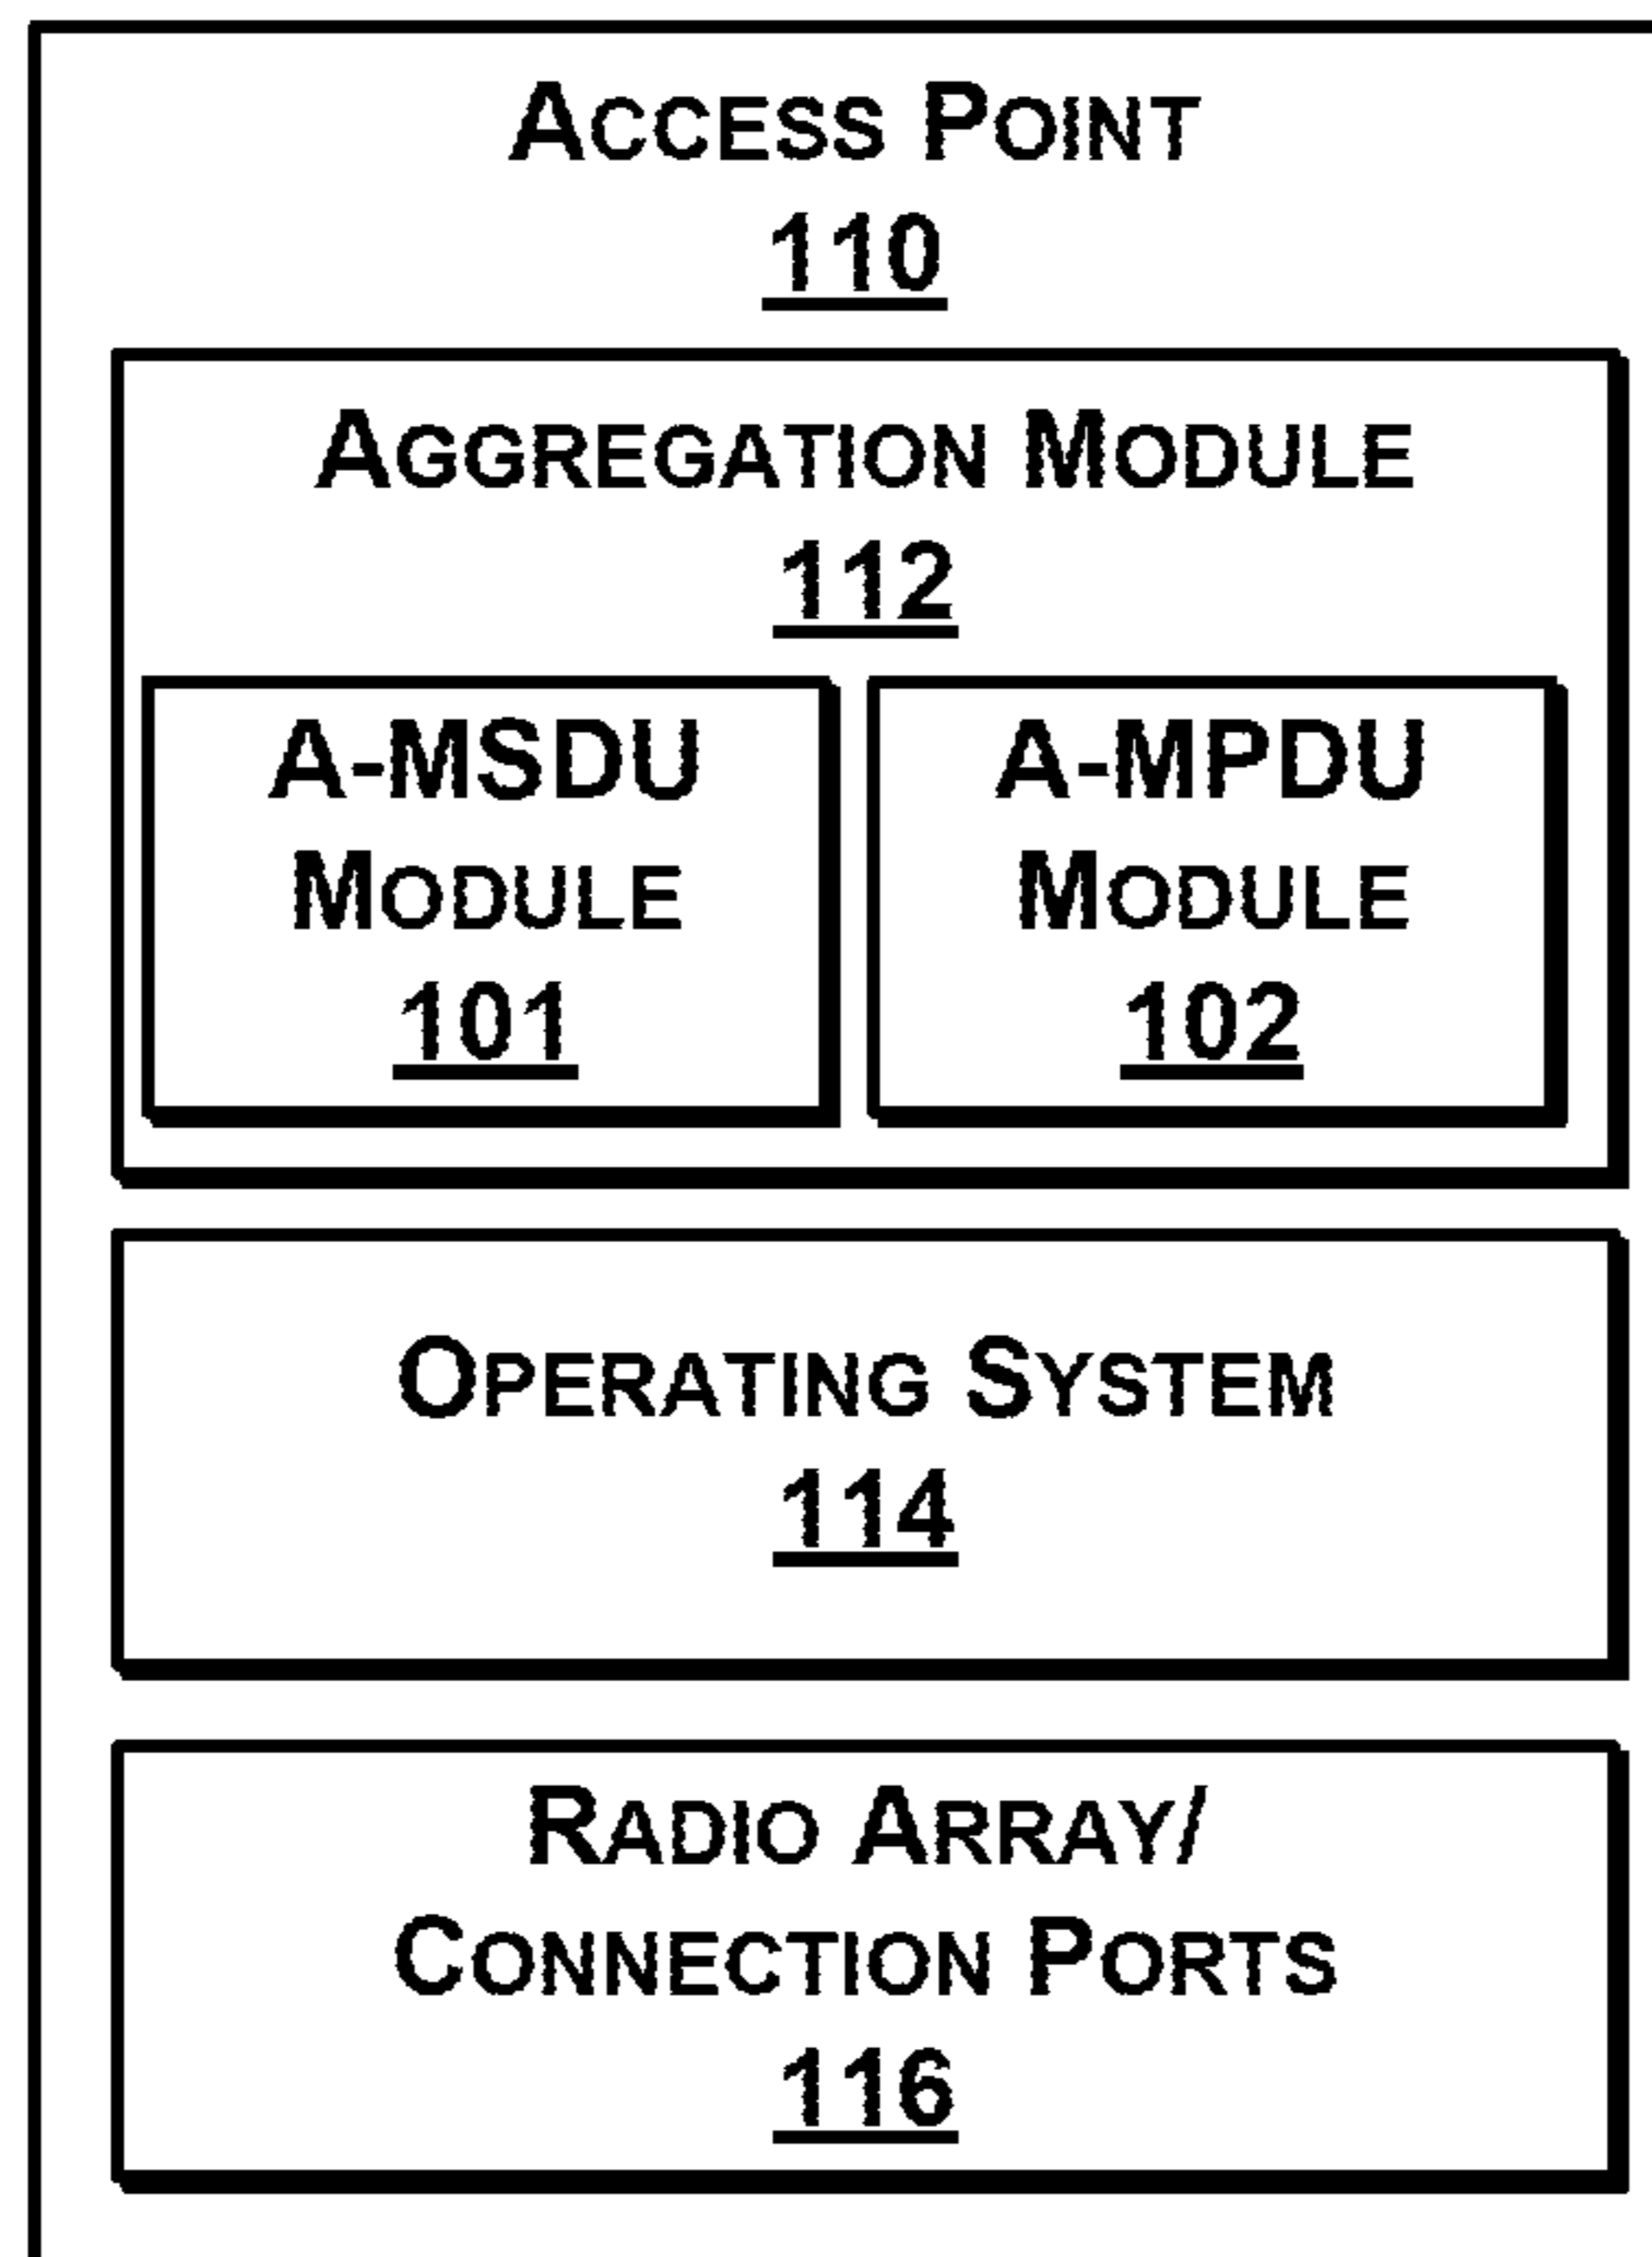 ACCESS POINT
110
AGGREGATION MODULE
112
A-MSDU
MODULE
101
A-MPDU
MODULE
102
OPERATING SYSTEM
114
RADIO ARRAY/
CONNECTION PORTS
116